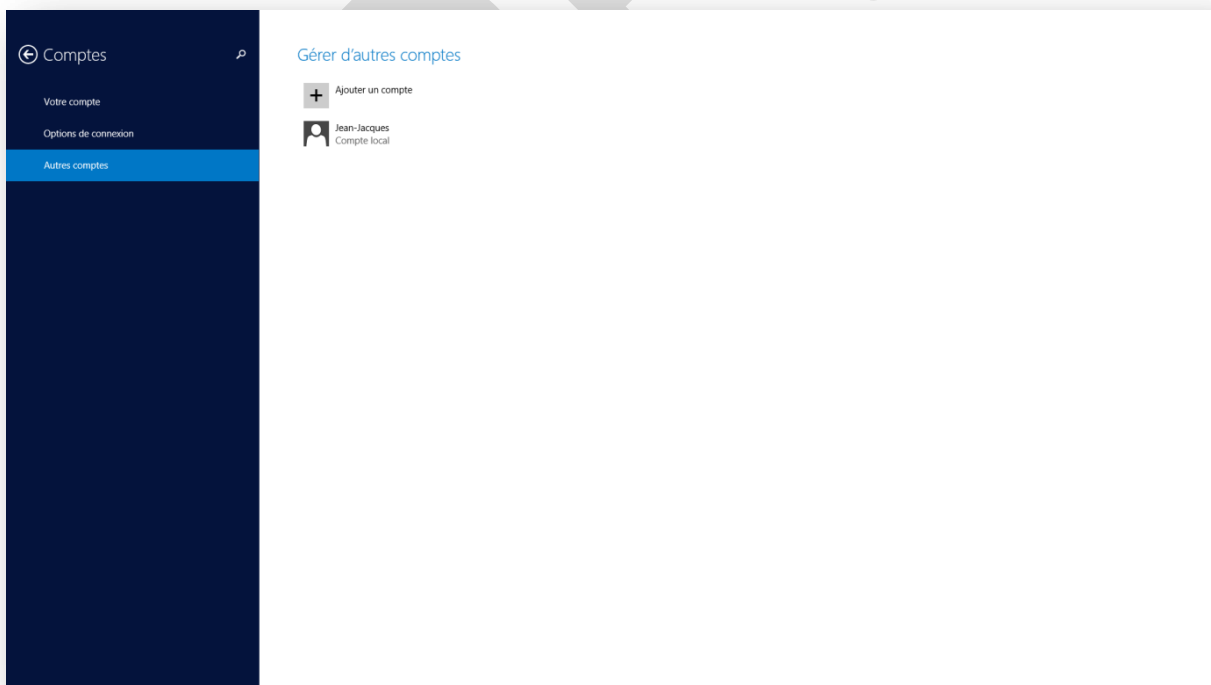 Comptes
Votre compte
Options de connexion
Autres comptes
Gérer d'autres comptes
Ajouter un compte
Jean-Jacques
Compte local